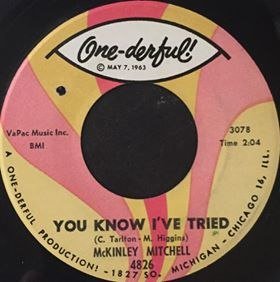 One-derful!
© MAY 7, 1963
VaPac Music Inc.
BMI
3078
Time 2:04
YOU KNOW I'VE TRIED
(C. Tarlton - M. Higgins)
McKINLEY MITCHELL
4826
A ONE-DERFUL PRODUCTION! -1827 SO. MICHIGAN - CHICAGO 16, ILL.